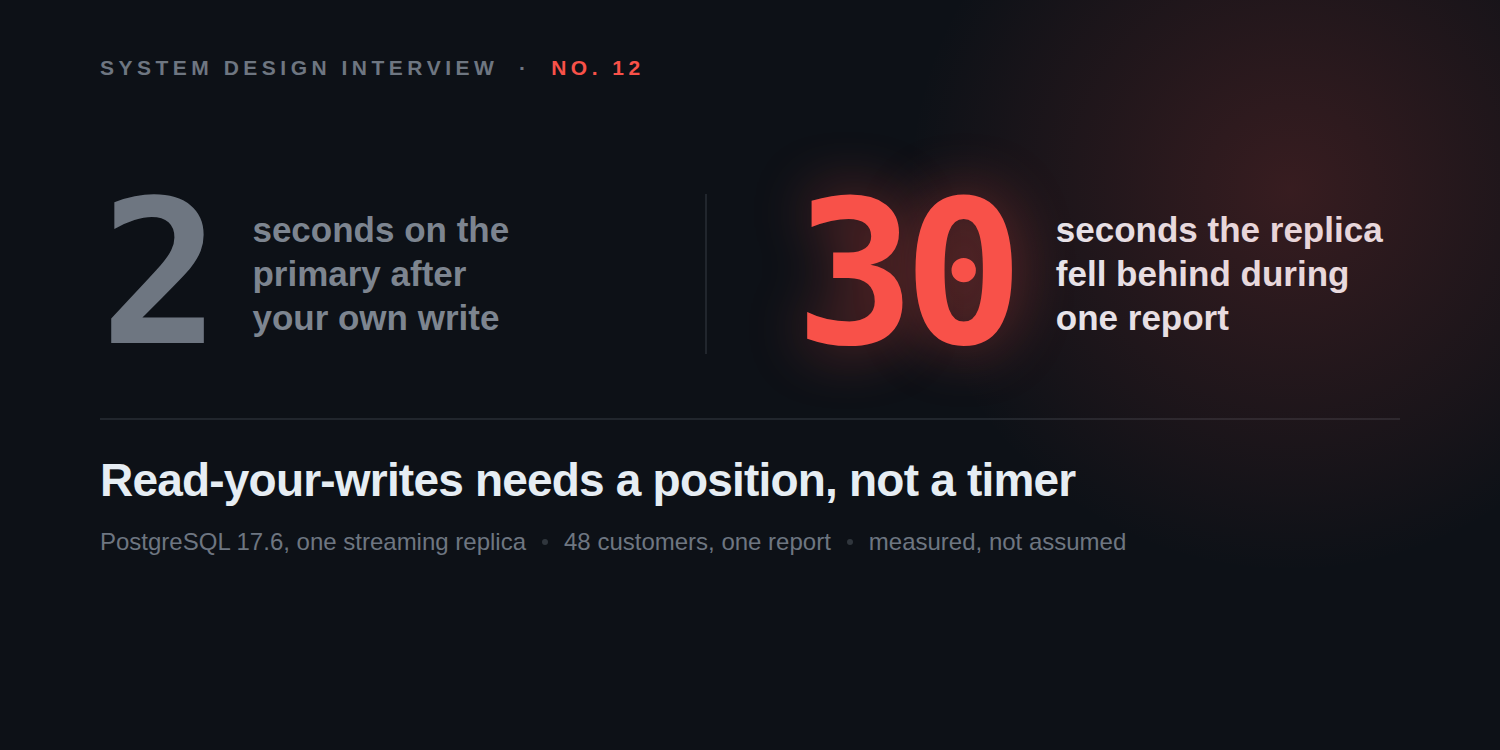 SYSTEM DESIGN INTERVIEW · NO. 12
2
seconds on the
primary after
your own write
30
seconds the replica
fell behind during
one report
Read-your-writes needs a position, not a timer
PostgreSQL 17.6, one streaming replica • 48 customers, one report • measured, not assumed